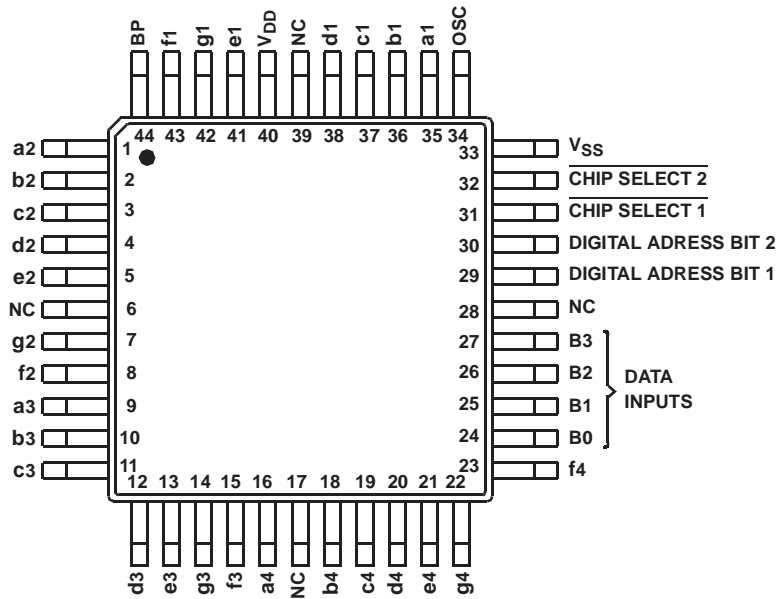 BP f1 g1 e1 VDD NC d1 c1 b1 a1 OSC
44 43 42 41 40 39 38 37 36 35 34
a2 1 33 VSS
b2 2 32 CHIP SELECT 2
c2 3 31 CHIP SELECT 1
d2 4 30 DIGITAL ADRESS BIT 2
e2 5 29 DIGITAL ADRESS BIT 1
NC 6 28 NC
g2 7 27 B3
f2 8 26 B2
DATA
INPUTS
a3 9 25 B1
b3 10 24 B0
c3 11 23 f4
12 13 14 15 16 17 18 19 20 21 22
d3 e3 g3 f3 a4 NC b4 c4 d4 e4 g4